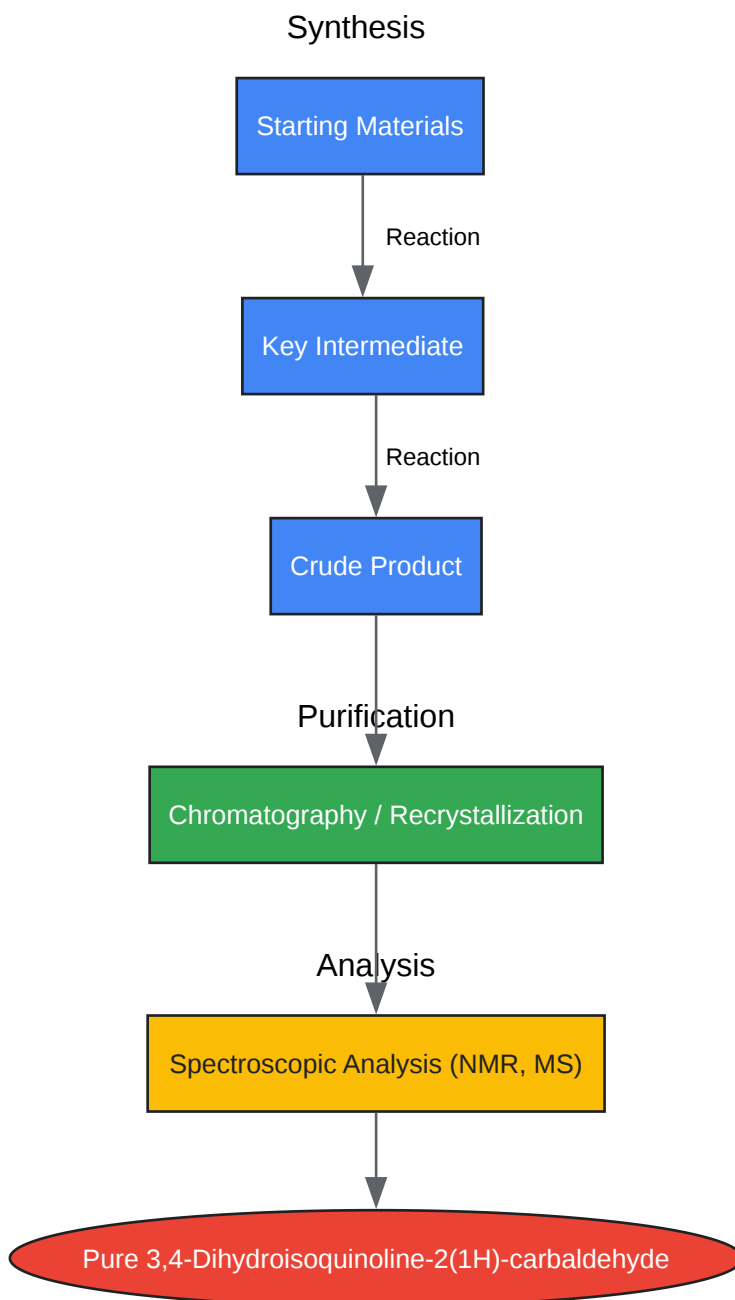 Synthesis
Starting Materials
Reaction
Key Intermediate
Reaction
Crude Product
Purification
Chromatography / Recrystallization
Analysis
Spectroscopic Analysis (NMR, MS)
Pure 3,4-Dihydroisoquinoline-2(1H)-carbaldehyde